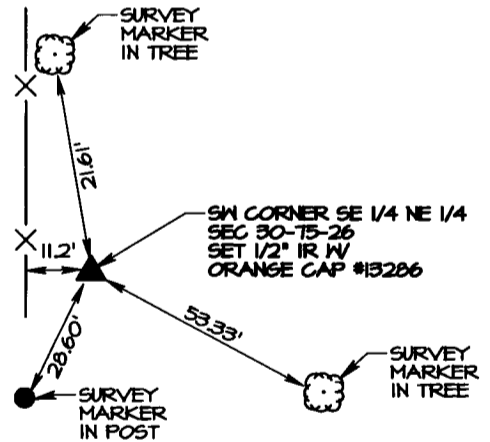 SURVEY
MARKER
IN TREE
21.61'
SW CORNER SE 1/4 NE 1/4
SEC 30-75-26
SET 1/2" IR W/
ORANGE CAP #13286
11.2'
28.60'
53.33'
SURVEY
MARKER
IN TREE
SURVEY
MARKER
IN POST